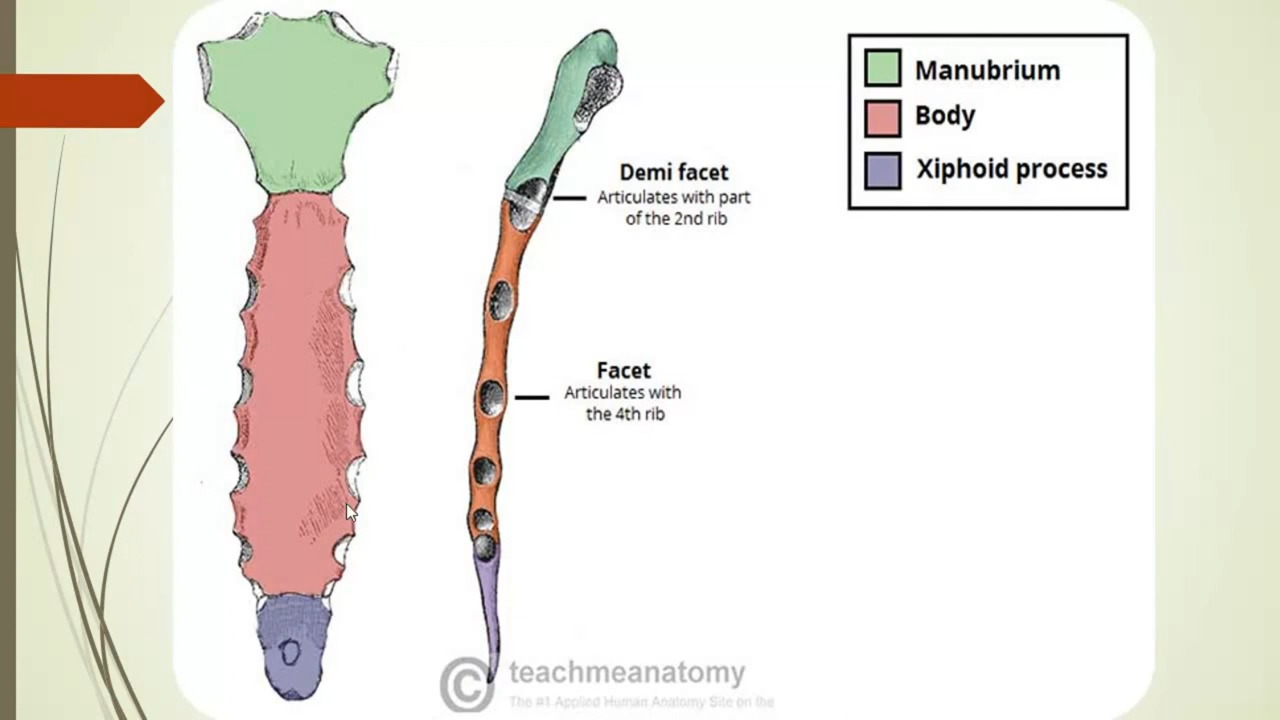 Manubrium
Body
Xiphoid process
Demi facet
Articulates with part
of the 2nd rib
Facet
Articulates with
the 4th rib
© teachmeanatomy
The #1 Applied Human Anatomy Site on the